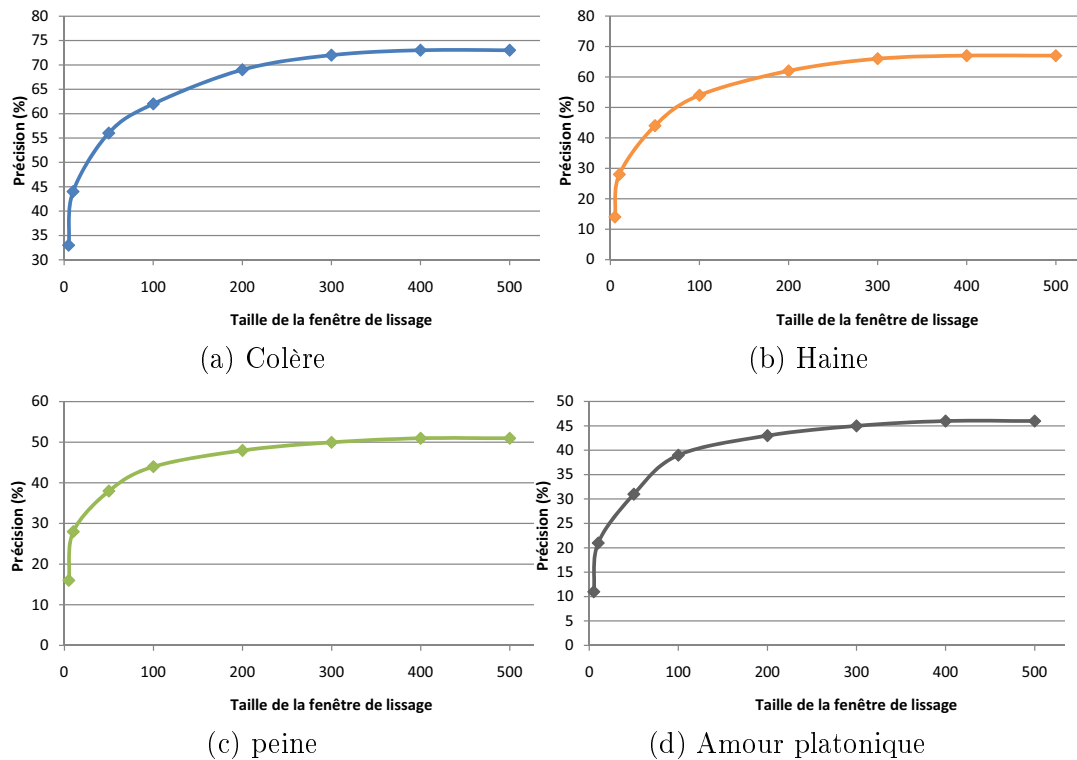 80
75
70
65
60
55
50
45
40
35
30
Précision (%)
0 100 200 300 400 500
Taille de la fenêtre de lissage
(a) Colère
80
70
60
50
40
30
20
10
0
Précision (%)
0 100 200 300 400 500
Taille de la fenêtre de lissage
(b) Haine
60
50
40
30
20
10
0
Précision (%)
0 100 200 300 400 500
Taille de la fenêtre de lissage
(c) peine
50
45
40
35
30
25
20
15
10
5
0
Précision (%)
0 100 200 300 400 500
Taille de la fenêtre de lissage
(d) Amour platonique